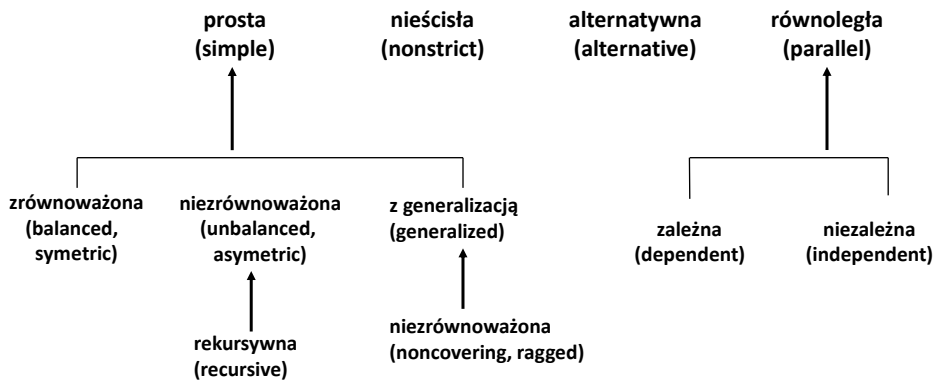 prosta
(simple)
nieścisła
(nonstrict)
alternatywna
(alternative)
równoległa
(parallel)
zrównoważona
(balanced,
symetric)
niezrównoważona
(unbalanced,
asymetric)
z generalizacją
(generalized)
zależna
(dependent)
niezależna
(independent)
rekursywna
(recursive)
niezrównoważona
(noncovering, ragged)